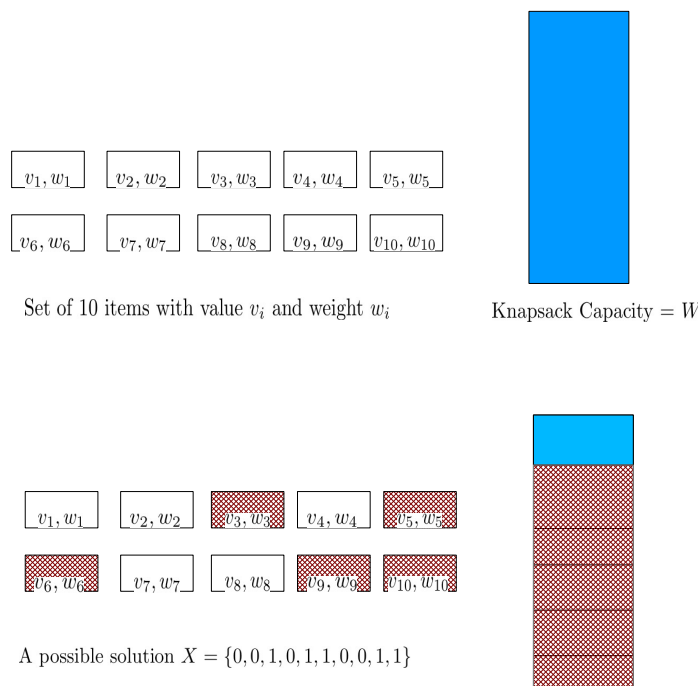 v₁, w₁ v₂, w₂ v₃, w₃ v₄, w₄ v₅, w₅
v₆, w₆ v₇, w₇ v₈, w₈ v₉, w₉ v₁₀, w₁₀
Set of 10 items with value vᵢ and weight wᵢ
Knapsack Capacity = W
v₁, w₁ v₂, w₂ v₃, w₃ v₄, w₄ v₅, w₅
v₆, w₆ v₇, w₇ v₈, w₈ v₉, w₉ v₁₀, w₁₀
A possible solution X = {0, 0, 1, 0, 1, 1, 0, 0, 1, 1}